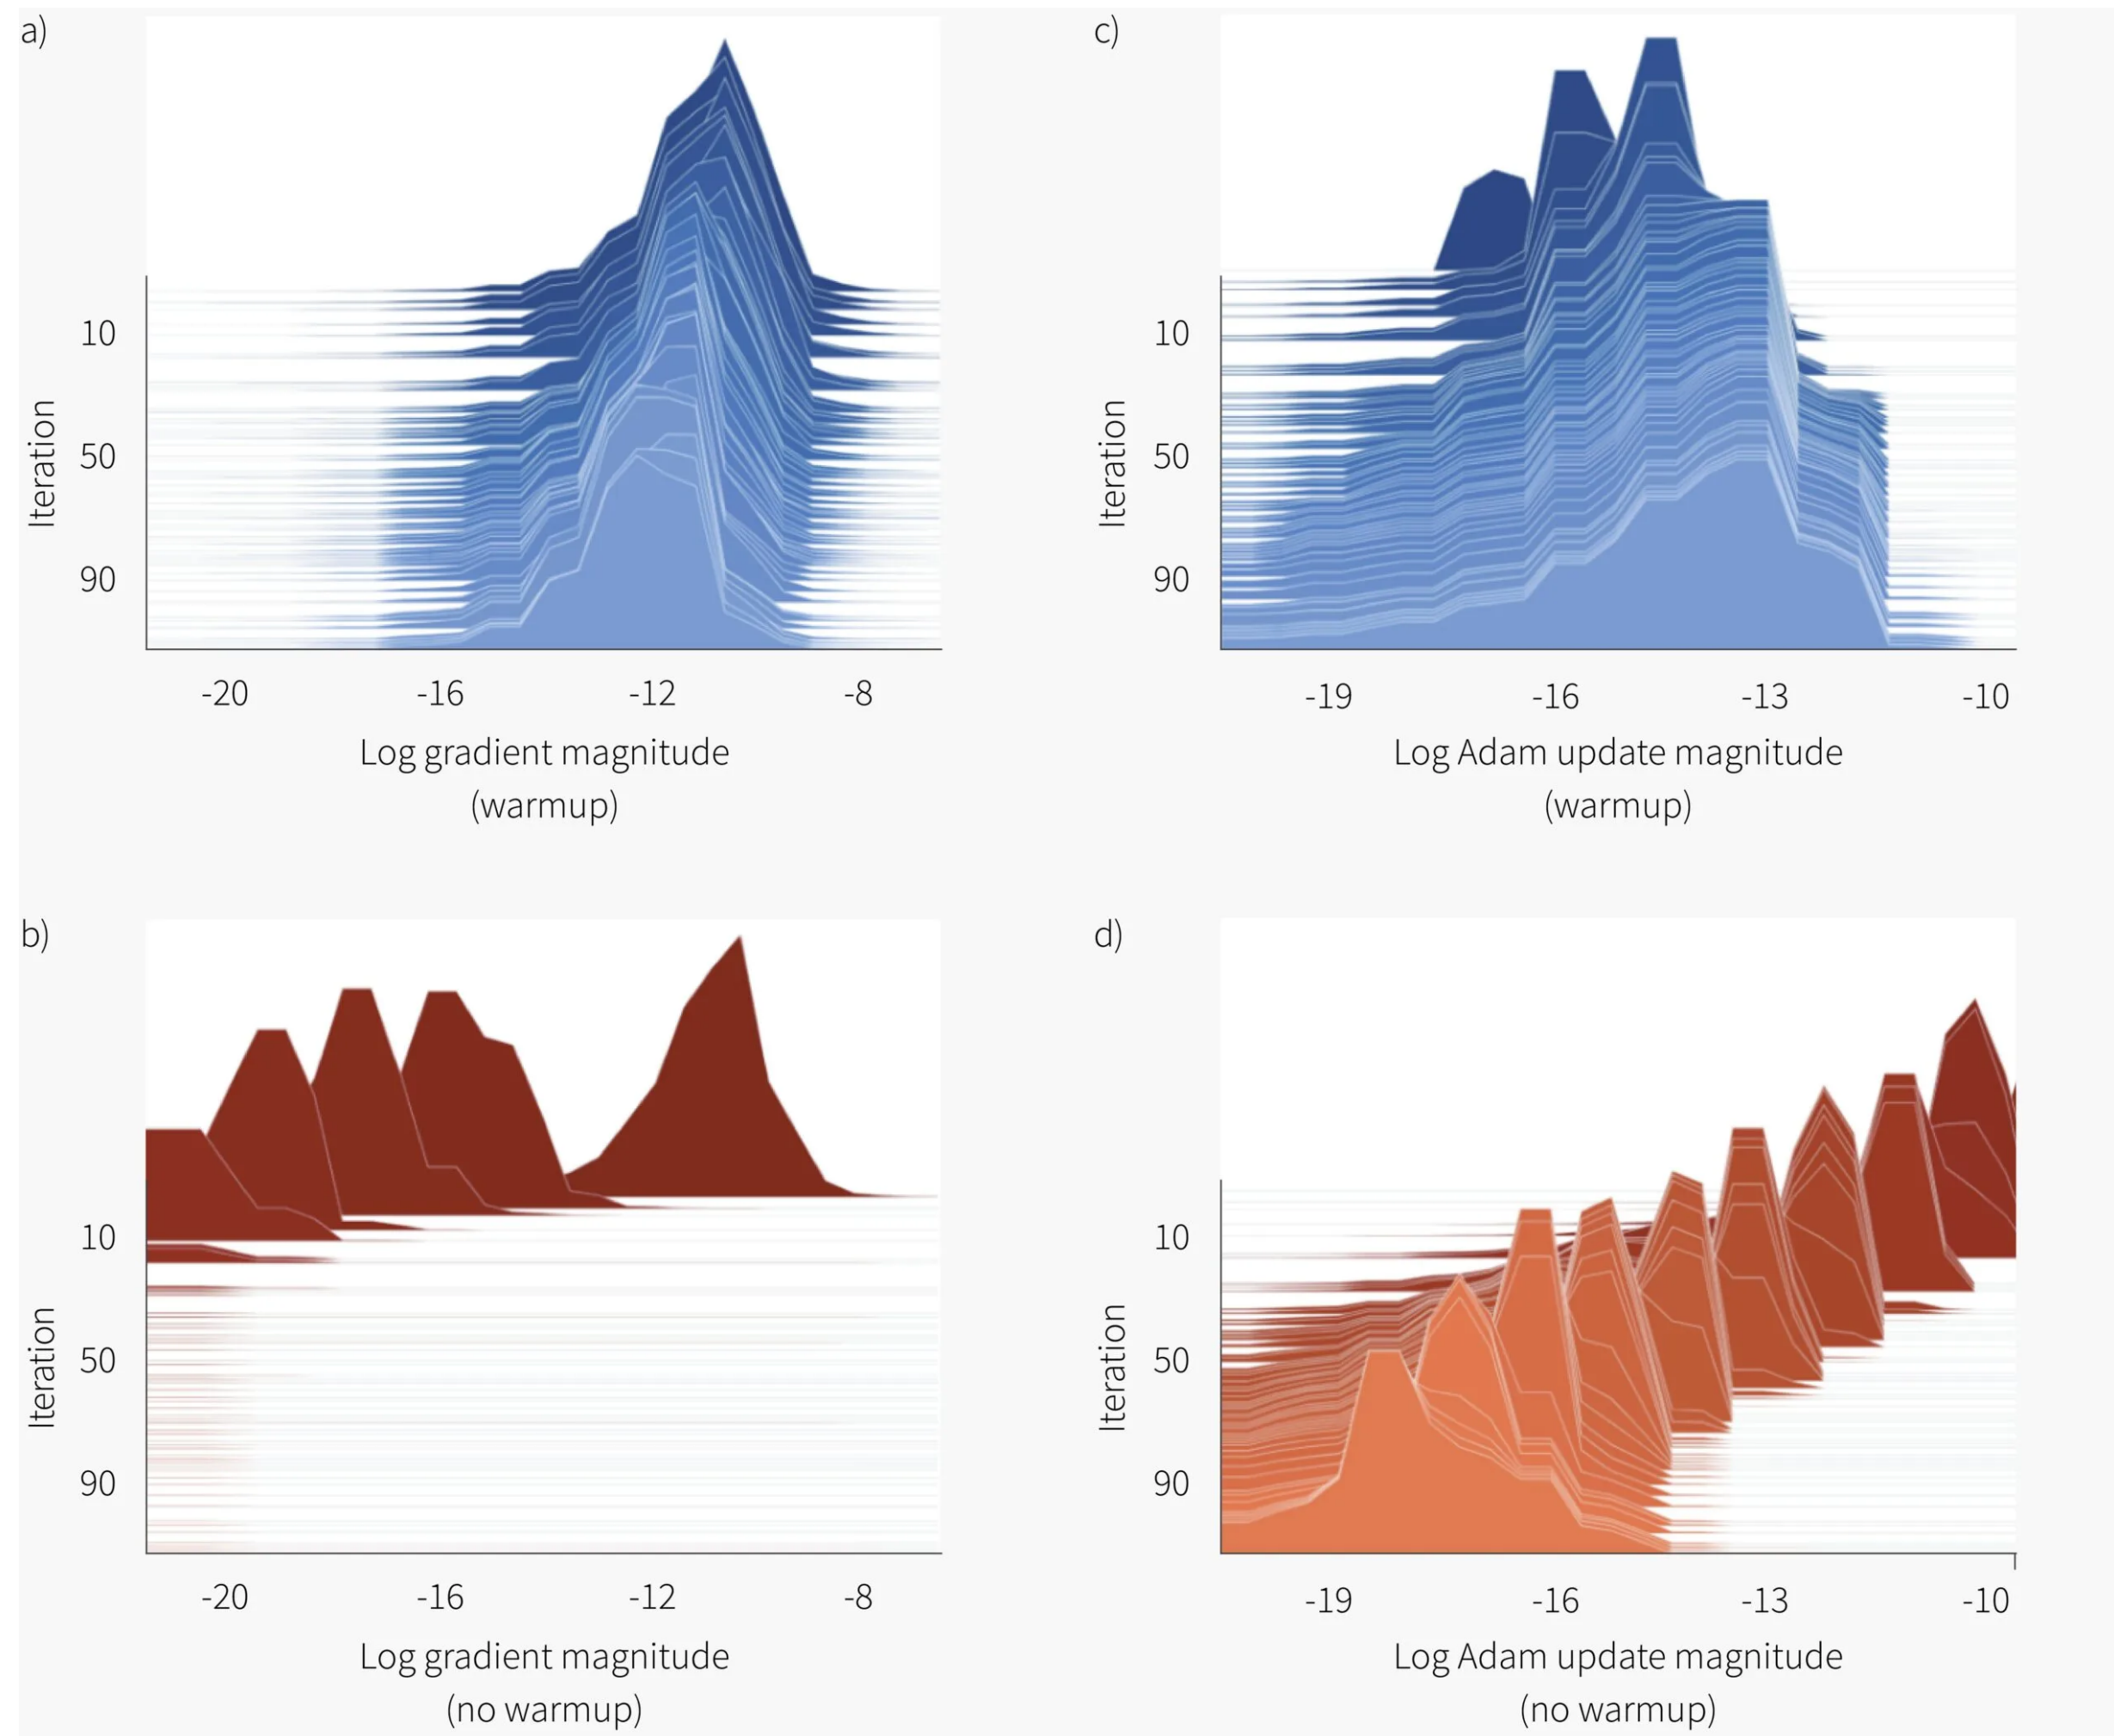 a)
Iteration
10
50
90
-20 -16 -12 -8
Log gradient magnitude
(warmup)
c)
Iteration
10
50
90
-19 -16 -13 -10
Log Adam update magnitude
(warmup)
b)
Iteration
10
50
90
-20 -16 -12 -8
Log gradient magnitude
(no warmup)
d)
Iteration
10
50
90
-19 -16 -13 -10
Log Adam update magnitude
(no warmup)